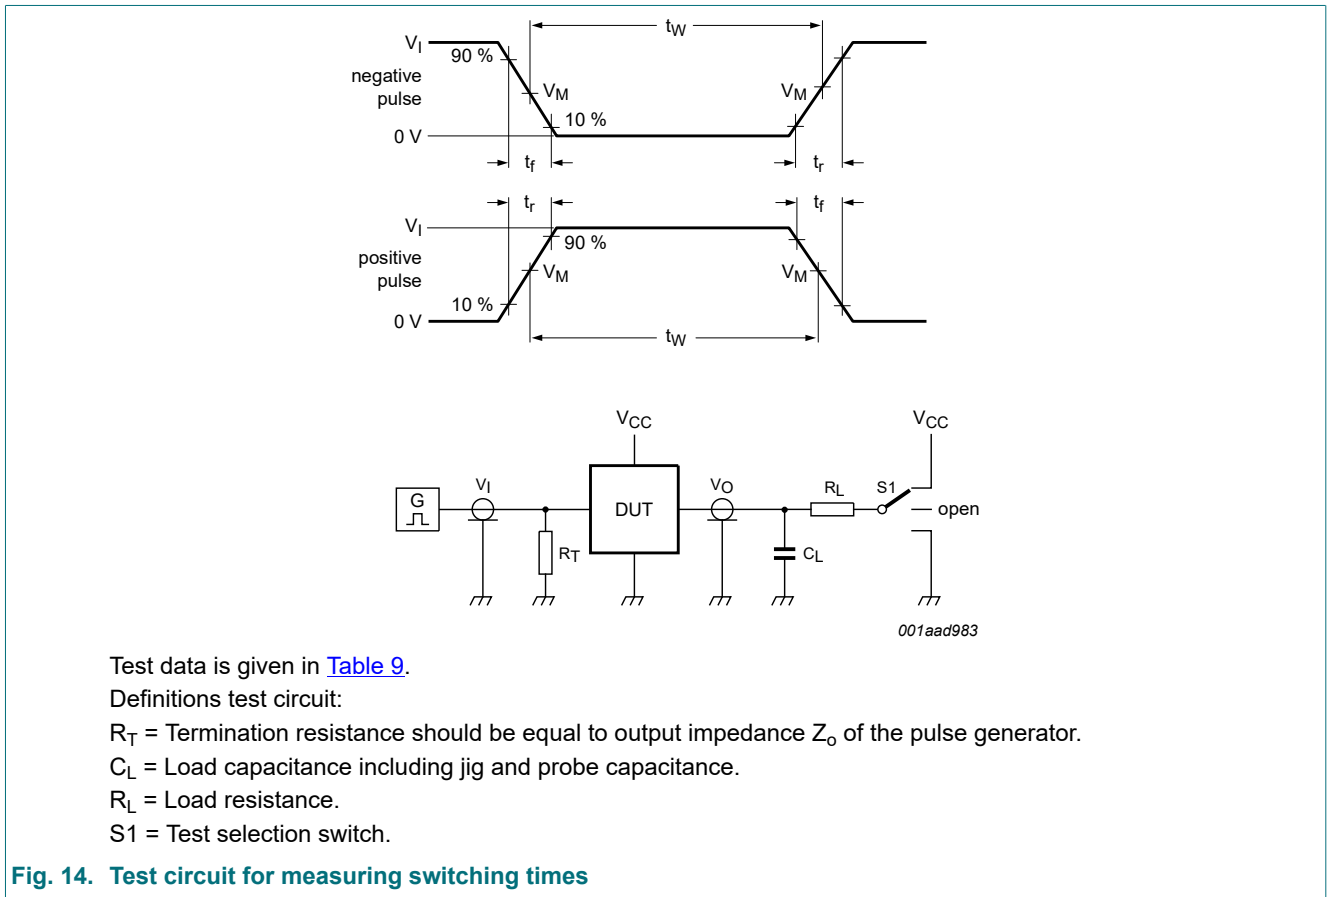 tW
VI
90 %
negative
pulse
VM
VM
10 %
0 V
tf
tr
tr
tf
VI
90 %
positive
pulse
VM
VM
10 %
0 V
tW
VCC
VCC
G
VI
DUT
VO
RL
S1
open
RT
CL
001aad983
Test data is given in Table 9.
Definitions test circuit:
RT = Termination resistance should be equal to output impedance Zo of the pulse generator.
CL = Load capacitance including jig and probe capacitance.
RL = Load resistance.
S1 = Test selection switch.
Fig. 14. Test circuit for measuring switching times